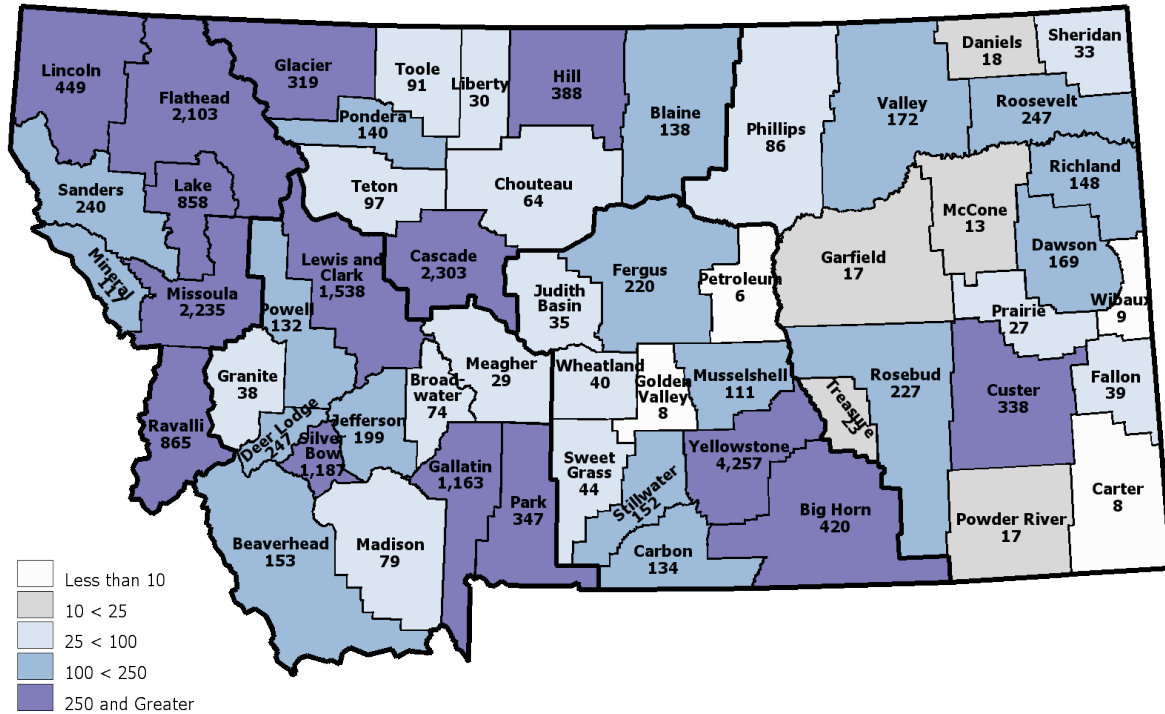 Lincoln
449
Flathead
2,103
Glacier
319
Toole
91
Liberty
30
Hill
388
Blaine
138
Phillips
86
Valley
172
Daniels
18
Sheridan
33
Roosevelt
247
Pondera
140
Teton
97
Chouteau
64
Sanders
240
Lake
858
Mineral
117
Missoula
2,235
Powell
132
Lewis and
Clark
1,538
Cascade
2,303
Judith
Basin
35
Fergus
220
Petroleum
6
Garfield
17
McCone
13
Richland
148
Dawson
169
Wibaux
9
Prairie
27
Granite
38
Ravalli
865
Deer Lodge
247
Silver
Bow
1,187
Jefferson
199
Broad-
water
74
Meagher
29
Wheatland
40
Golden
Valley
8
Musselshell
111
Treasure
23
Rosebud
227
Custer
338
Fallon
39
Gallatin
1,163
Park
347
Sweet
Grass
44
Stillwater
152
Yellowstone
4,257
Big Horn
420
Carbon
134
Powder River
17
Carter
8
Beaverhead
153
Madison
79
Less than 10
10 < 25
25 < 100
100 < 250
250 and Greater